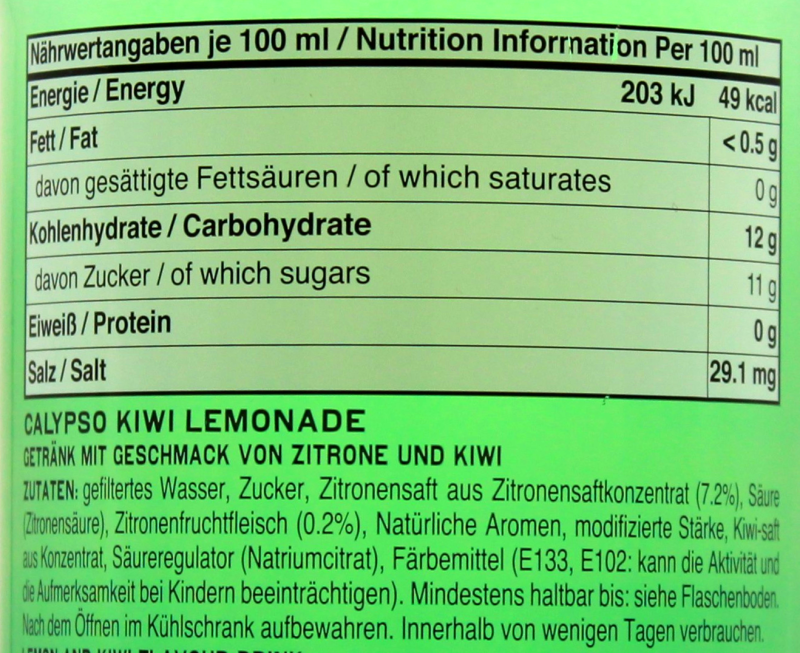 Nährwertangaben je 100 ml / Nutrition Information Per 100 ml
Energie / Energy 203 kJ 49 kcal
Fett / Fat <0.5 g
davon gesättigte Fettsäuren / of which saturates 0 g
Kohlenhydrate / Carbohydrate 12 g
davon Zucker / of which sugars 11 g
Eiweiß / Protein 0 g
Salz / Salt 29.1 mg
CALYPSO KIWI LEMONADE
GETRÄNK MIT GESCHMACK VON ZITRONE UND KIWI
ZUTATEN: gefiltertes Wasser, Zucker, Zitronensaft aus Zitronensaftkonzentrat (7.2%), Säure
(Zitronensäure), Zitronenfruchtfleisch (0.2%), Natürliche Aromen, modifizierte Stärke, Kiwi-saft
aus Konzentrat, Säureregulator (Natriumcitrat), Färbemittel (E133, E102: kann die Aktivität und
die Aufmerksamkeit bei Kindern beeinträchtigen). Mindestens haltbar bis: siehe Flaschenboden.
Nach dem Öffnen im Kühlschrank aufbewahren. Innerhalb von wenigen Tagen verbrauchen.
LEMON AND KIWI FLAVOUR DRINK